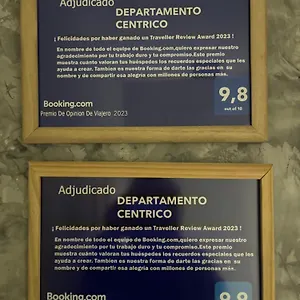 Adjudicado
DEPARTAMENTO
CENTRICO
¡ Felicidades por haber ganado un Traveller Review Award 2023 !
En nombre de todo el equipo de Booking.com,quiero expresar nuestro
agradecimiento por tu trabajo duro y tu compromiso.Este premio
muestra cuánto valoran tus huéspedes los recuerdos especiales que les
ayuda a crear. Tambien es nuestra forma de darte las gracias en su
nombre y de compartir esa alegria con millones de personas más.
Booking.com
Premio De Opinion De Viajero 2023
9,8
out of 10
Adjudicado
DEPARTAMENTO
CENTRICO
¡ Felicidades por haber ganado un Traveller Review Award 2023 !
En nombre de todo el equipo de Booking.com,quiero expresar nuestro
agradecimiento por tu trabajo duro y tu compromiso.Este premio
muestra cuánto valoran tus huéspedes los recuerdos especiales que les
ayuda a crear. Tambien es nuestra forma de darte las gracias en su
nombre y de compartir esa alegria con millones de personas más.
Booking.com
9,8